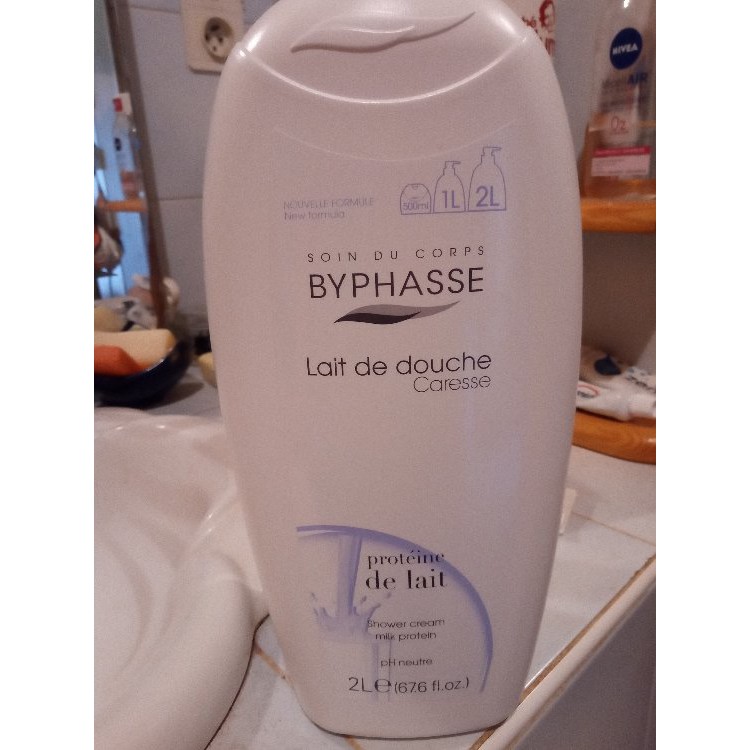 NOUVELLE FORMULE
New formula
500ml 1L 2L
SOIN DU CORPS
BYPHASSE
Lait de douche
Caresse
protéine
de lait
Shower cream
milk protein
pH neutre
2L e (67.6 fl.oz.)
NIVEA
AIR